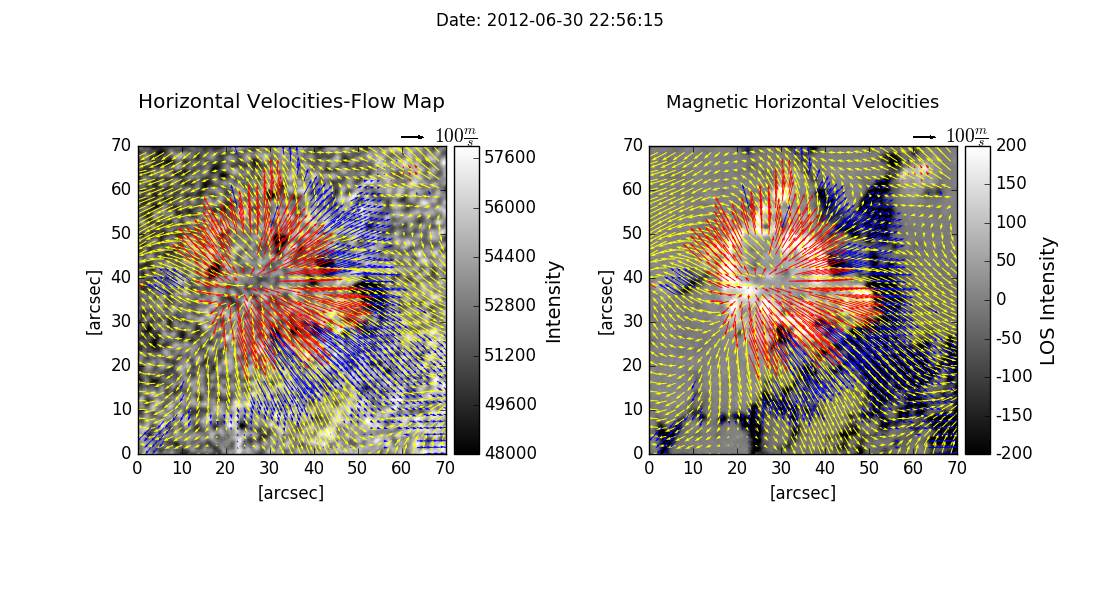 Date: 2012-06-30 22:56:15
Horizontal Velocities-Flow Map
Magnetic Horizontal Velocities
100 m/s
100 m/s
70
60
50
40
30
20
10
0
[arcsec]
0 10 20 30 40 50 60 70
[arcsec]
57600
56000
54400
52800
51200
49600
48000
Intensity
70
60
50
40
30
20
10
0
[arcsec]
0 10 20 30 40 50 60 70
[arcsec]
200
150
100
50
0
-50
-100
-150
-200
LOS Intensity